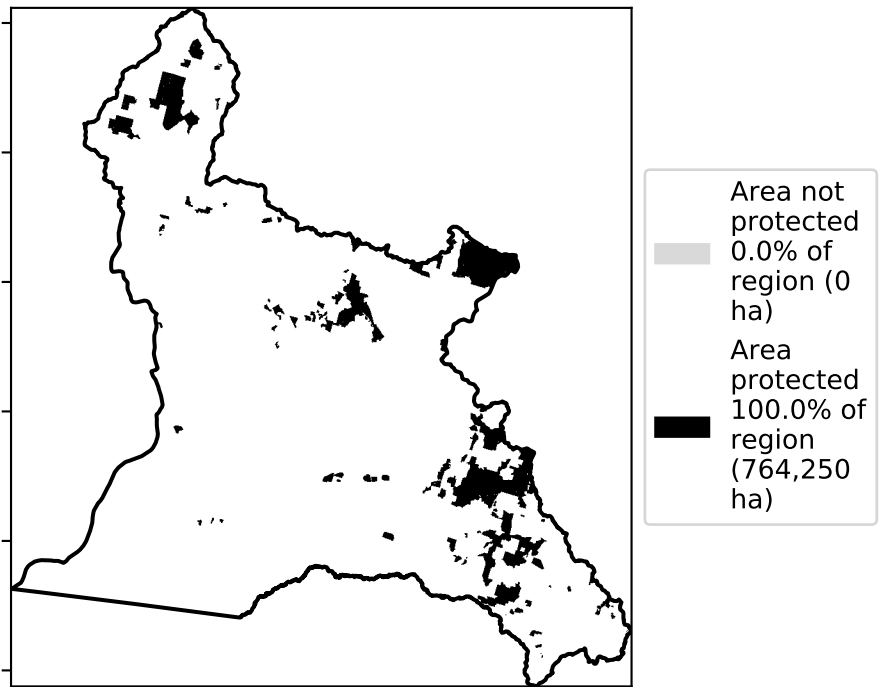 Area not
protected
0.0% of
region (0
ha)
Area
protected
100.0% of
region
(764,250
ha)